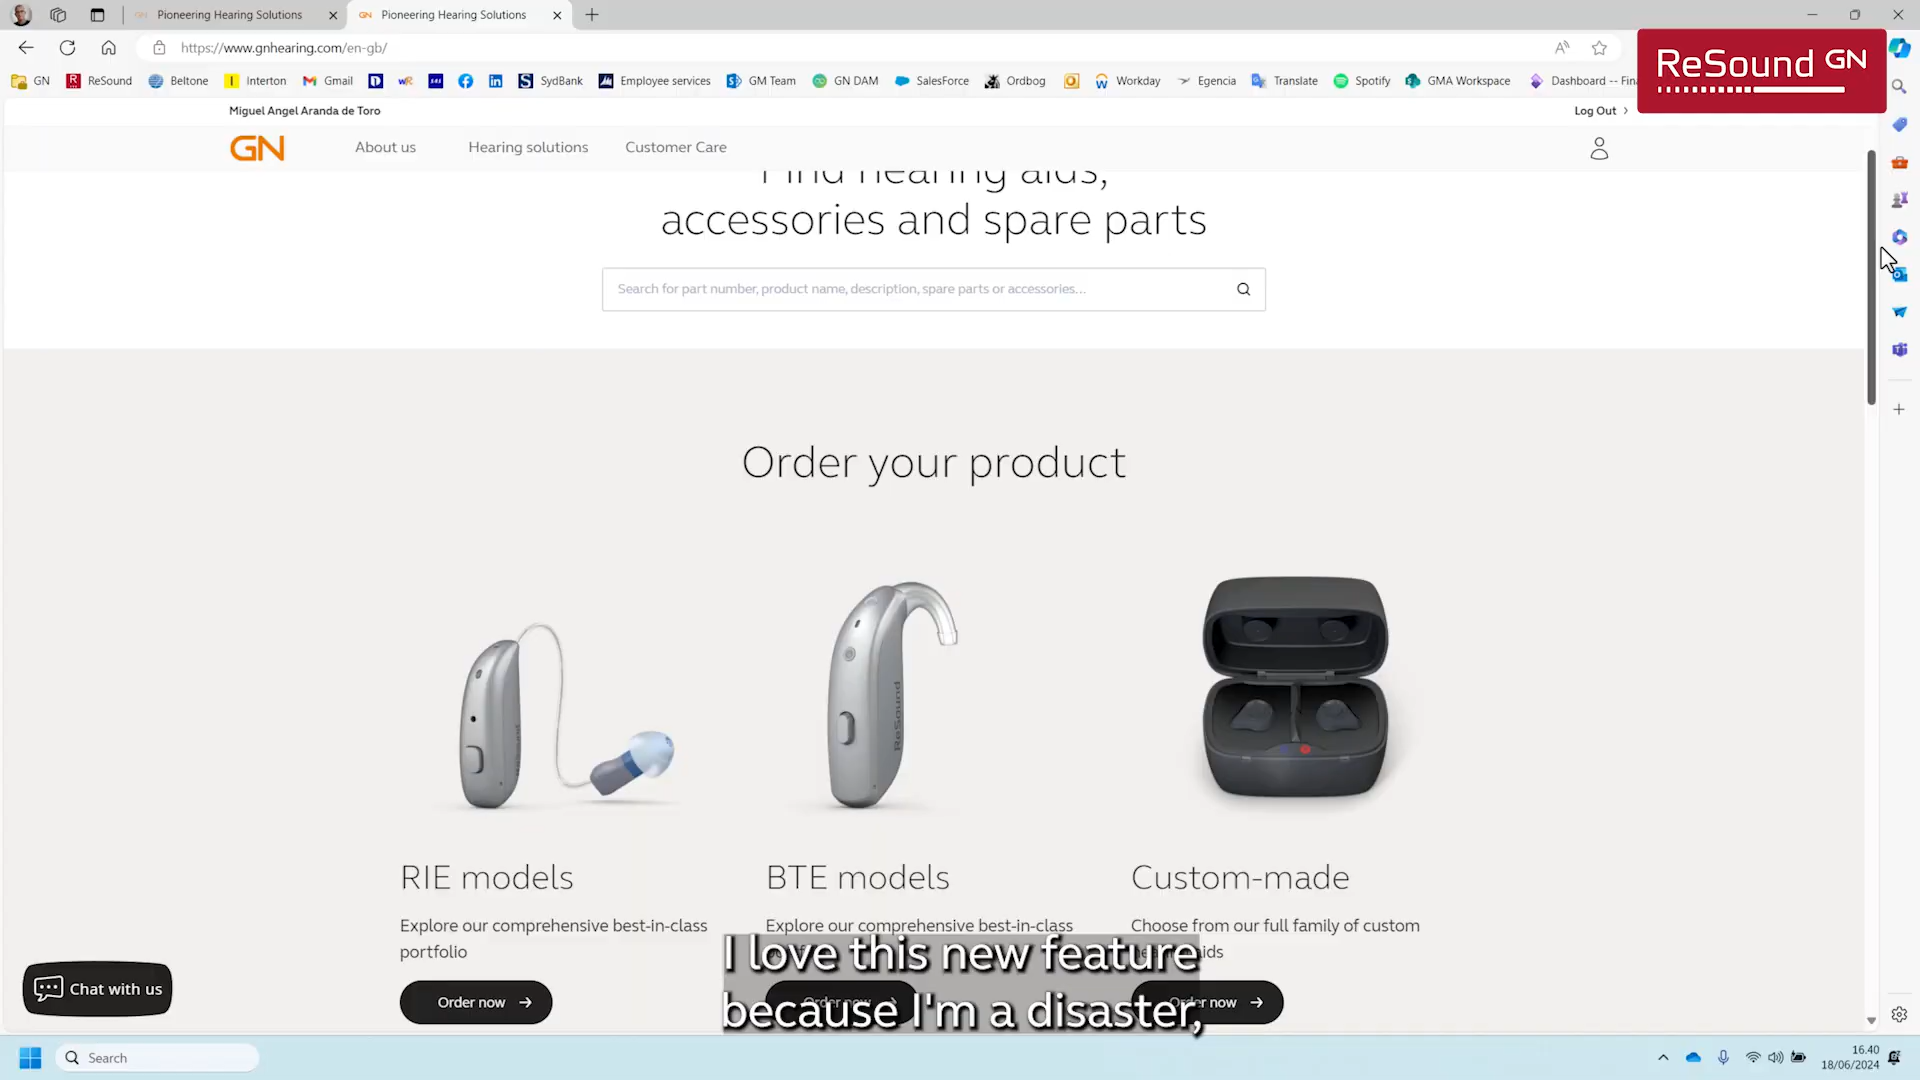 Pioneering Hearing Solutions
Pioneering Hearing Solutions
https://www.gnhearing.com/en-gb/
GN ReSound Beltone Interton Gmail SydBank Employee services GM Team GN DAM SalesForce Ordbog Workday Egencia Translate Spotify GMA Workspace Dashboard -- Fin
ReSound GN
Miguel Angel Aranda de Toro
Log Out
GN
About us
Hearing solutions
Customer Care
Find hearing aids,
accessories and spare parts
Search for part number, product name, description, spare parts or accessories...
Order your product
ReSound
RIE models
BTE models
Custom-made
Explore our comprehensive best-in-class
portfolio
Explore our comprehensive best-in-class
Choose from our full family of custom
aids
I love this new feature
because I'm a disaster,
Chat with us
Order now
Order now
Order now
Search
16.40
18/06/2024